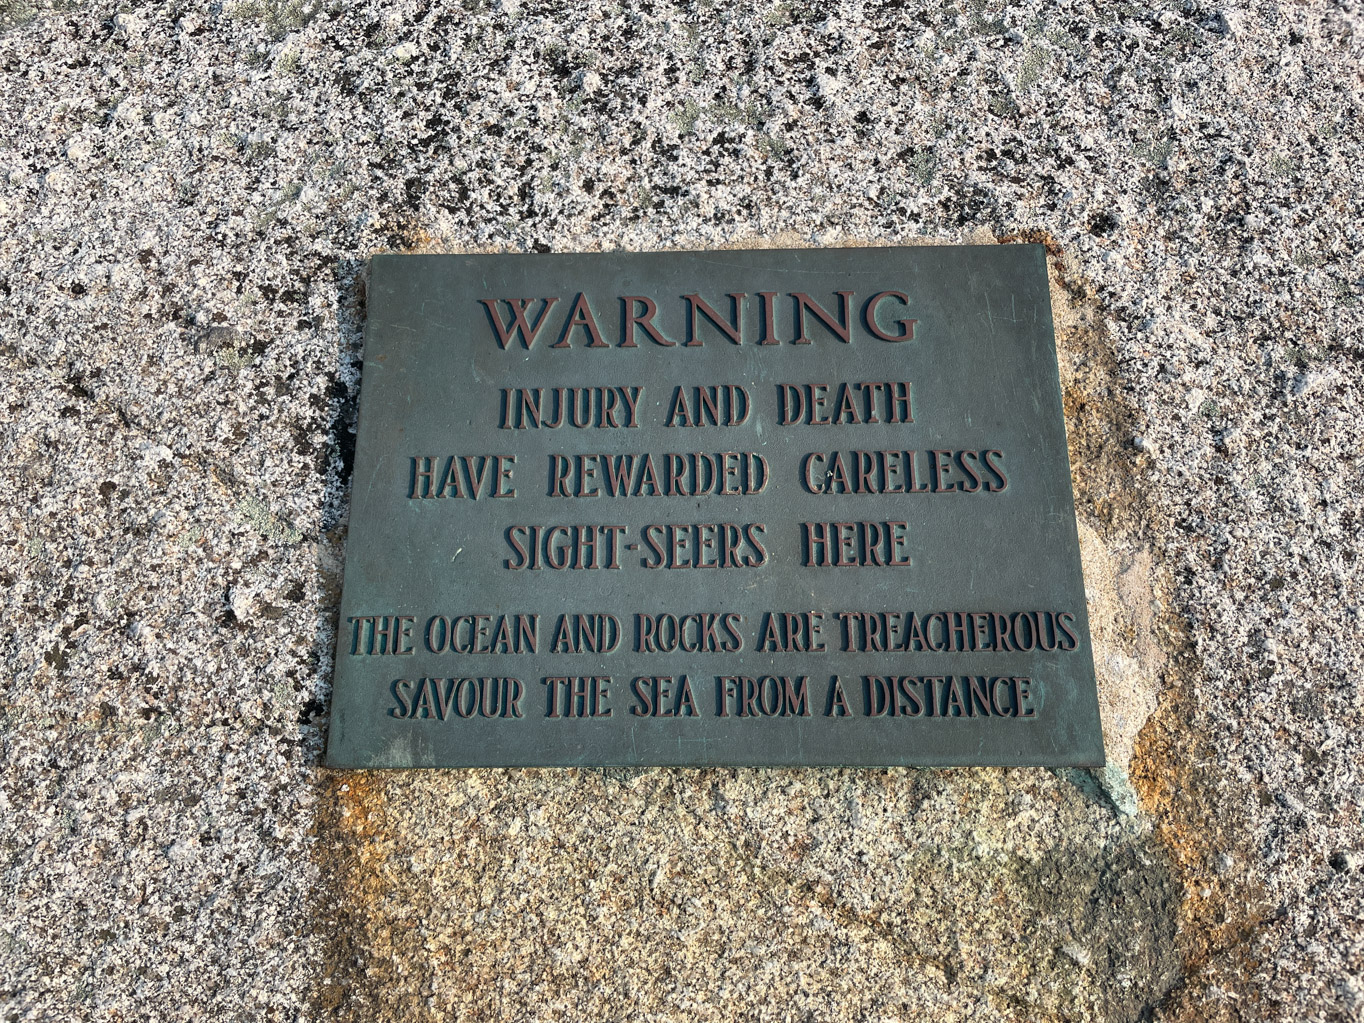 WARNING
INJURY AND DEATH
HAVE REWARDED CARELESS
SIGHT-SEERS HERE
THE OCEAN AND ROCKS ARE TREACHEROUS
SAVOUR THE SEA FROM A DISTANCE